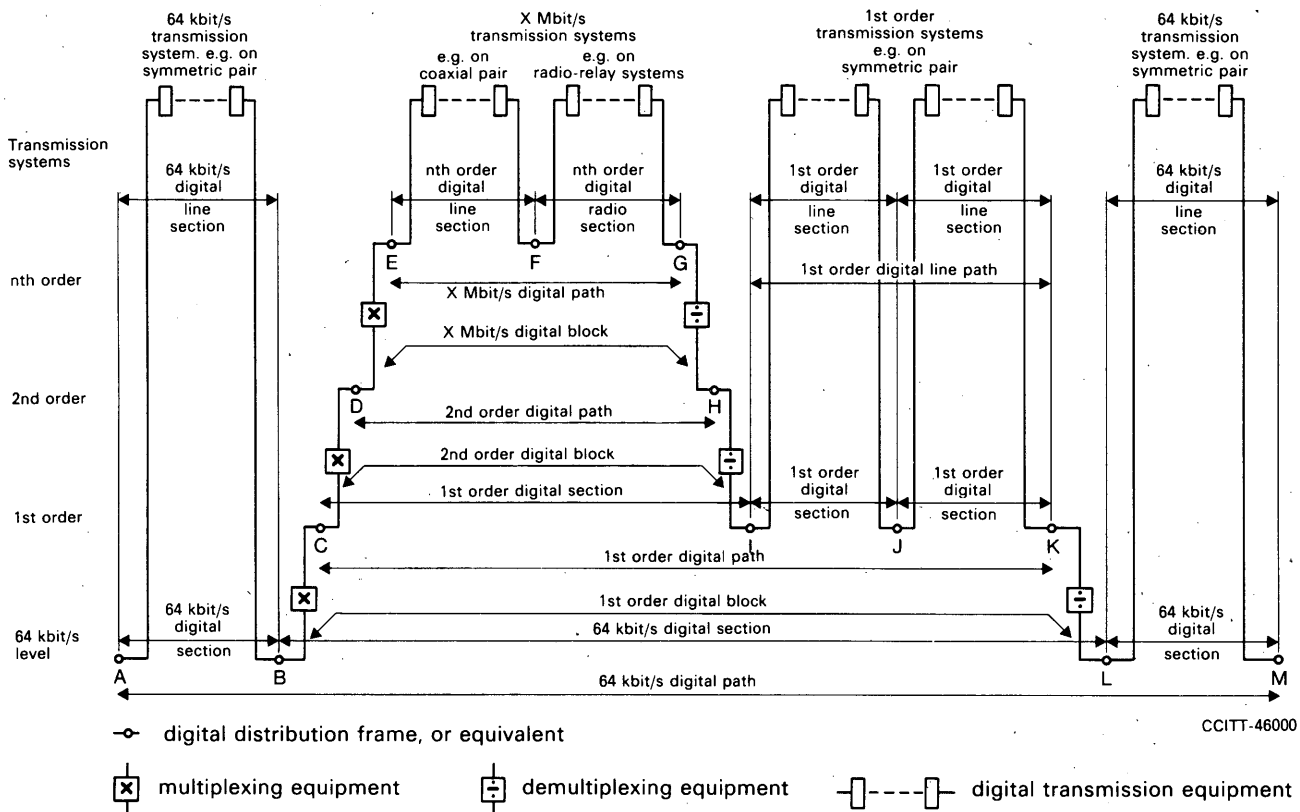 64 kbit/s
transmission
system. e.g. on
symmetric pair
X Mbit/s
transmission systems
e.g. on
coaxial pair
e.g. on
radio-relay systems
1st order
transmission systems
e.g. on
symmetric pair
64 kbit/s
transmission
system. e.g. on
symmetric pair
Transmission
systems
64 kbit/s
digital
line
section
nth order
digital
line
section
nth order
digital
radio
section
1st order
digital
line
section
1st order
digital
line
section
64 kbit/s
digital
line
section
E
F
G
nth order
X Mbit/s digital path
1st order digital line path
X Mbit/s digital block
2nd order
D
H
2nd order digital path
2nd order digital block
1st order digital section
1st order
digital
section
1st order
digital
section
1st order
C
I
J
K
1st order digital path
1st order digital block
64 kbit/s
level
64 kbit/s
digital
section
64 kbit/s digital section
64 kbit/s
digital
section
A
B
L
M
64 kbit/s digital path
CCITT-46000
digital distribution frame, or equivalent
multiplexing equipment
demultiplexing equipment
digital transmission equipment